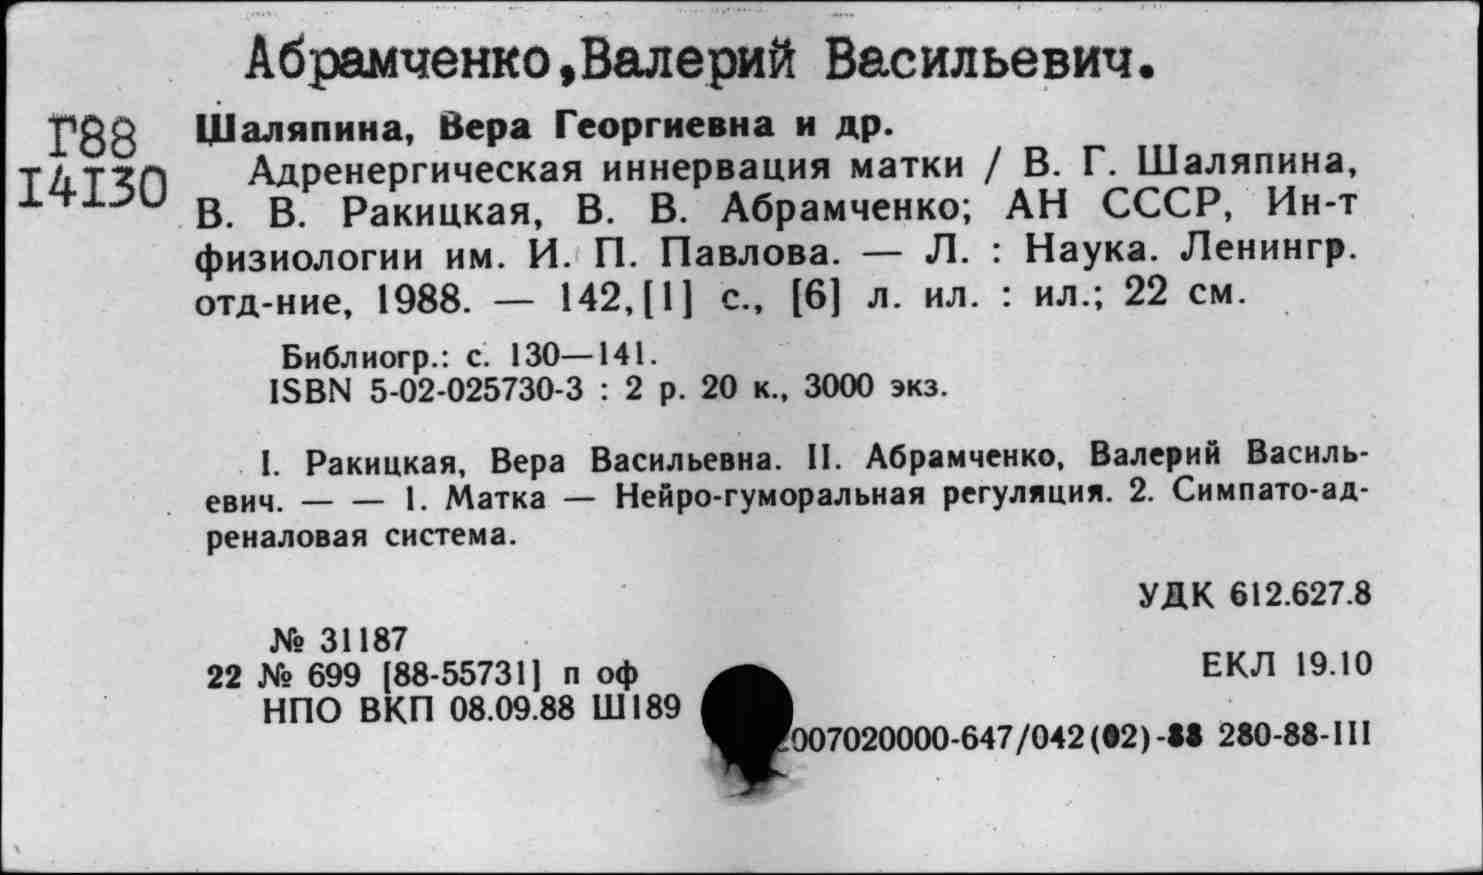 Абрамченко,Валерий Васильевич.
Г88
I4I30
Шаляпина, Вера Георгиевна и др.
Адренергическая иннервация матки / В. Г. Шаляпина,
В. В. Ракицкая, В. В. Абрамченко; АН СССР, Ин-т
физиологии им. И. П. Павлова. — Л. : Наука. Ленингр.
отд-ние, 1988. — 142,[1] с., [6] л. ил. : ил.; 22 см.
Библиогр.: с. 130—141.
ISBN 5-02-025730-3 : 2 р. 20 к., 3000 экз.
I. Ракицкая, Вера Васильевна. II. Абрамченко, Валерий Василь-
евич. — — 1. Матка — Нейро-гуморальная регуляция. 2. Симпато-ад-
реналовая система.
УДК 612.627.8
№ 31187
22 № 699 [88-55731] п оф
ЕКЛ 19.10
НПО ВКП 08.09.88 Ш189
007020000-647/042(02)-88 280-88-III